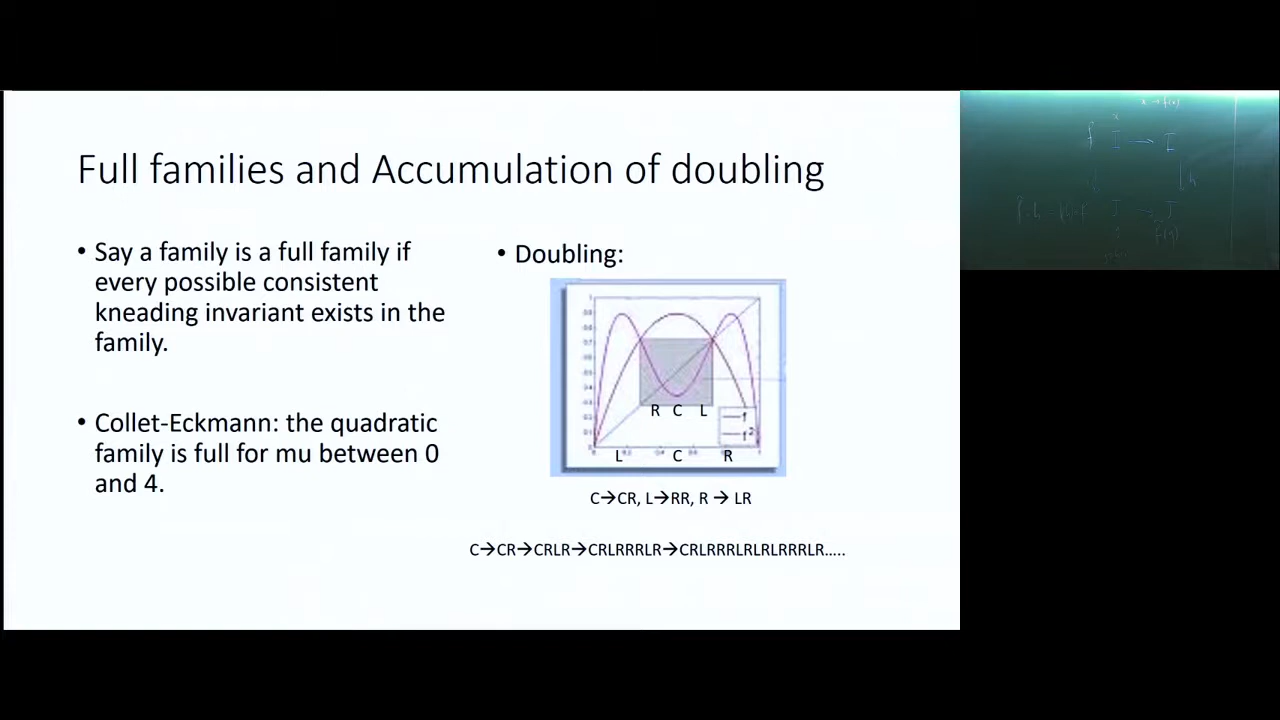 Full families and Accumulation of doubling
• Say a family is a full family if
every possible consistent
kneading invariant exists in the
family.
• Collet-Eckmann: the quadratic
family is full for mu between 0
and 4.
• Doubling:
R C L
f
f²
L C R
C→CR, L→RR, R → LR
C→CR→CRLR→CRLRRRLR→CRLRRRLRLRLRRRLR…..
x → f(x)
x
I → I
h